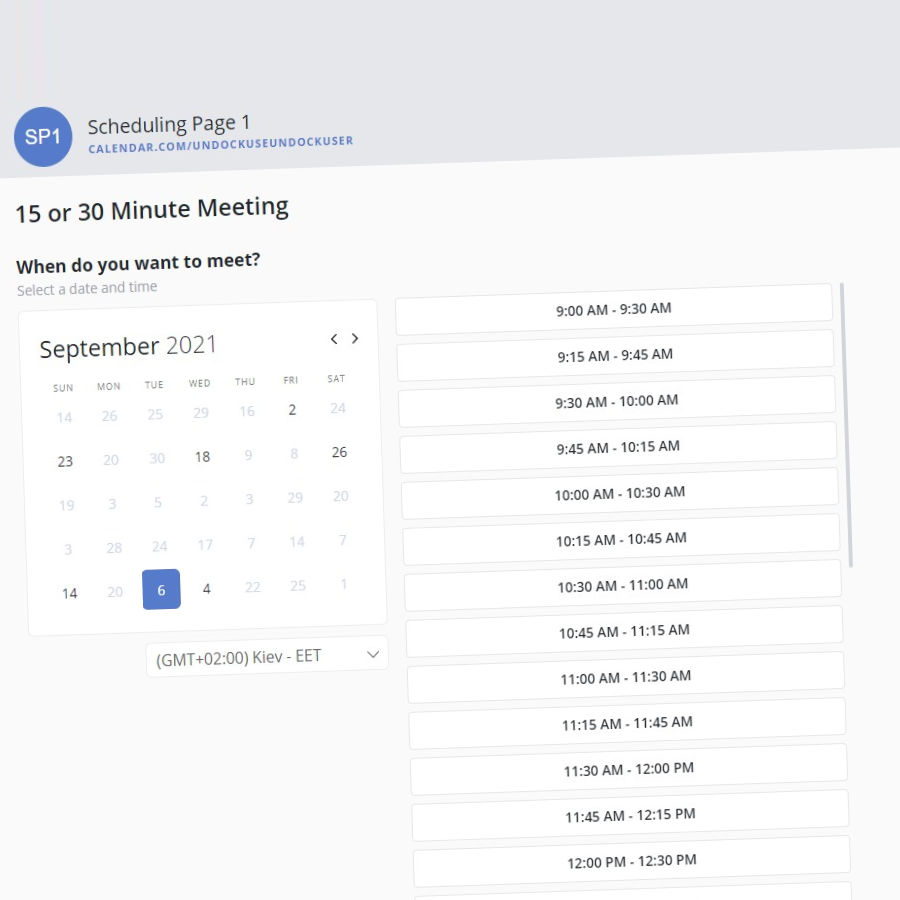 SP1
Scheduling Page 1
CALENDAR.COM/UNDOCKUSEUNDOCKUSER
15 or 30 Minute Meeting
When do you want to meet?
Select a date and time
September 2021
SUN MON TUE WED THU FRI SAT
14 26 25 29 16 2 24
23 20 30 18 9 8 26
19 3 5 2 3 29 20
3 28 24 17 7 14 7
14 20 6 4 22 25 1
(GMT+02:00) Kiev - EET
9:00 AM - 9:30 AM
9:15 AM - 9:45 AM
9:30 AM - 10:00 AM
9:45 AM - 10:15 AM
10:00 AM - 10:30 AM
10:15 AM - 10:45 AM
10:30 AM - 11:00 AM
10:45 AM - 11:15 AM
11:00 AM - 11:30 AM
11:15 AM - 11:45 AM
11:30 AM - 12:00 PM
11:45 AM - 12:15 PM
12:00 PM - 12:30 PM